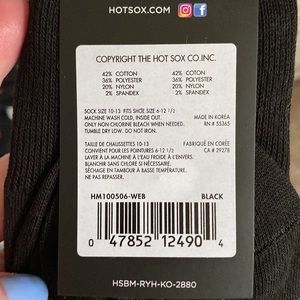 HOTSOX.COM
COPYRIGHT THE HOT SOX CO.INC.
42% COTTON 42% COTTON
36% POLYESTER 36% POLYESTER
20% NYLON 20% NYLON
2% SPANDEX 2% SPANDEX
SOCK SIZE 10-13 FITS SHOE SIZE 6-12 1/2
MACHINE WASH COLD, INSIDE OUT. MADE IN KOREA
ONLY NON-CHLORINE BLEACH WHEN NEEDED. RN # 55365
TUMBLE DRY LOW. DO NOT IRON.
TAILLE DE CHAUSSETTES 10-13 FABRIQUÉ EN CORÉE
CONVIENT POUR LES POINTURES 6-12 1/2 CA # 29278
LAVER À LA MACHINE À L'EAU FROIDE À L'ENVERS.
BLANCHIR SANS CHLORE SI NÉCESSAIRE.
SÉCHAGE EN TAMBOUR À BASSE TEMPÉRATURE.
NE PAS REPASSER.
HM100506-WEB BLACK
0 47852 12490 4
HSBM-RYH-KO-2880